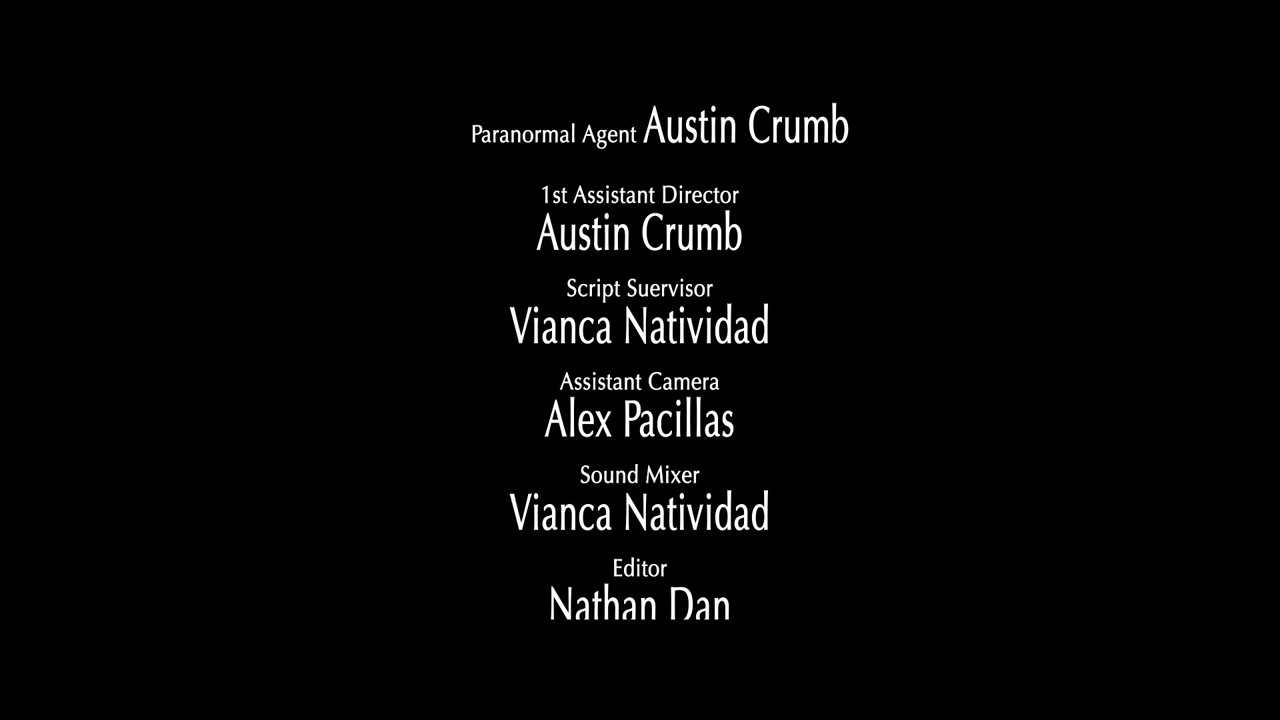 Paranormal Agent Austin Crumb
1st Assistant Director
Austin Crumb
Script Suervisor
Vianca Natividad
Assistant Camera
Alex Pacillas
Sound Mixer
Vianca Natividad
Editor
Nathan Dan